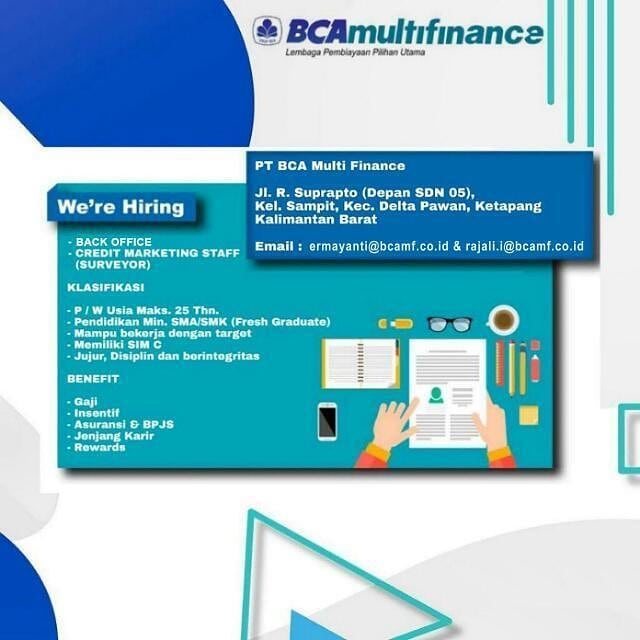 BCAmultifinance
Lembaga Pembiayaan Pilihan Utama
PT BCA Multi Finance
Jl. R. Suprapto (Depan SDN 05),
Kel. Sampit, Kec. Delta Pawan, Ketapang
Kalimantan Barat
Email : ermayanti@bcamf.co.id & rajali.i@bcamf.co.id
We're Hiring
- BACK OFFICE
- CREDIT MARKETING STAFF
(SURVEYOR)
KLASIFIKASI
- P / W Usia Maks. 25 Thn.
- Pendidikan Min. SMA/SMK (Fresh Graduate)
- Mampu bekerja dengan target
- Memiliki SIM C
- Jujur, Disiplin dan berintegritas
BENEFIT
- Gaji
- Insentif
- Asuransi & BPJS
- Jenjang Karir
- Rewards